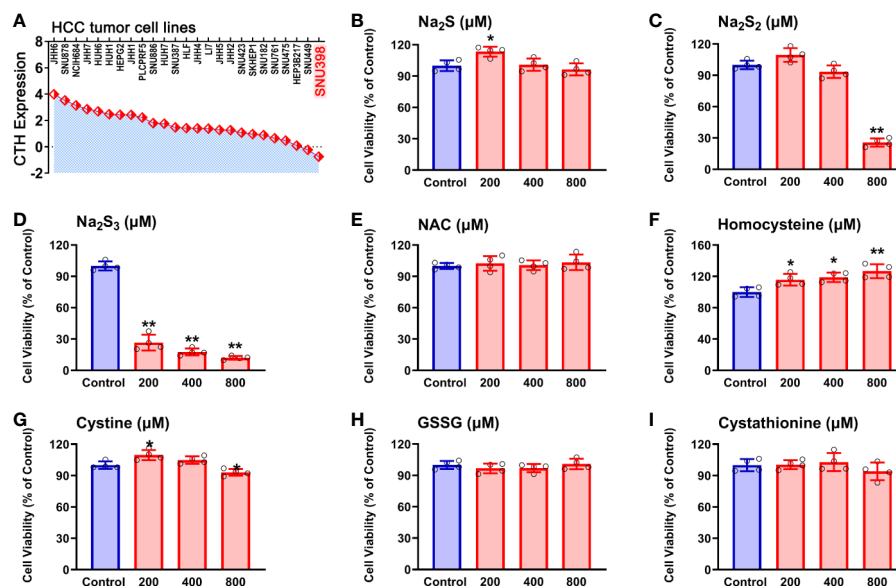 A
HCC tumor cell lines
JHH6
SNU878
NCIH684
JHH7
HUH6
HUH1
HEPG2
JHH1
PLCPRF5
SNU886
HUH7
SNU387
HLF
JHH4
LI7
JHH5
JHH2
SNU423
SKHEP1
SNU182
SNU761
SNU475
HEP3B217
SNU449
SNU398
CTH Expression
8
6
4
2
0
-2
B
Na₂S (µM)
Cell Viability (% of Control)
120
90
60
30
0
*
Control 200 400 800
C
Na₂S₂ (µM)
Cell Viability (% of Control)
120
90
60
30
0
**
Control 200 400 800
D
Na₂S₃ (µM)
Cell Viability (% of Control)
120
90
60
30
0
** ** **
Control 200 400 800
E
NAC (µM)
Cell Viability (% of Control)
120
90
60
30
0
Control 200 400 800
F
Homocysteine (µM)
Cell Viability (% of Control)
160
120
80
40
0
* * **
Control 200 400 800
G
Cystine (µM)
Cell Viability (% of Control)
120
90
60
30
0
* *
Control 200 400 800
H
GSSG (µM)
Cell Viability (% of Control)
120
90
60
30
0
Control 200 400 800
I
Cystathionine (µM)
Cell Viability (% of Control)
120
90
60
30
0
Control 200 400 800